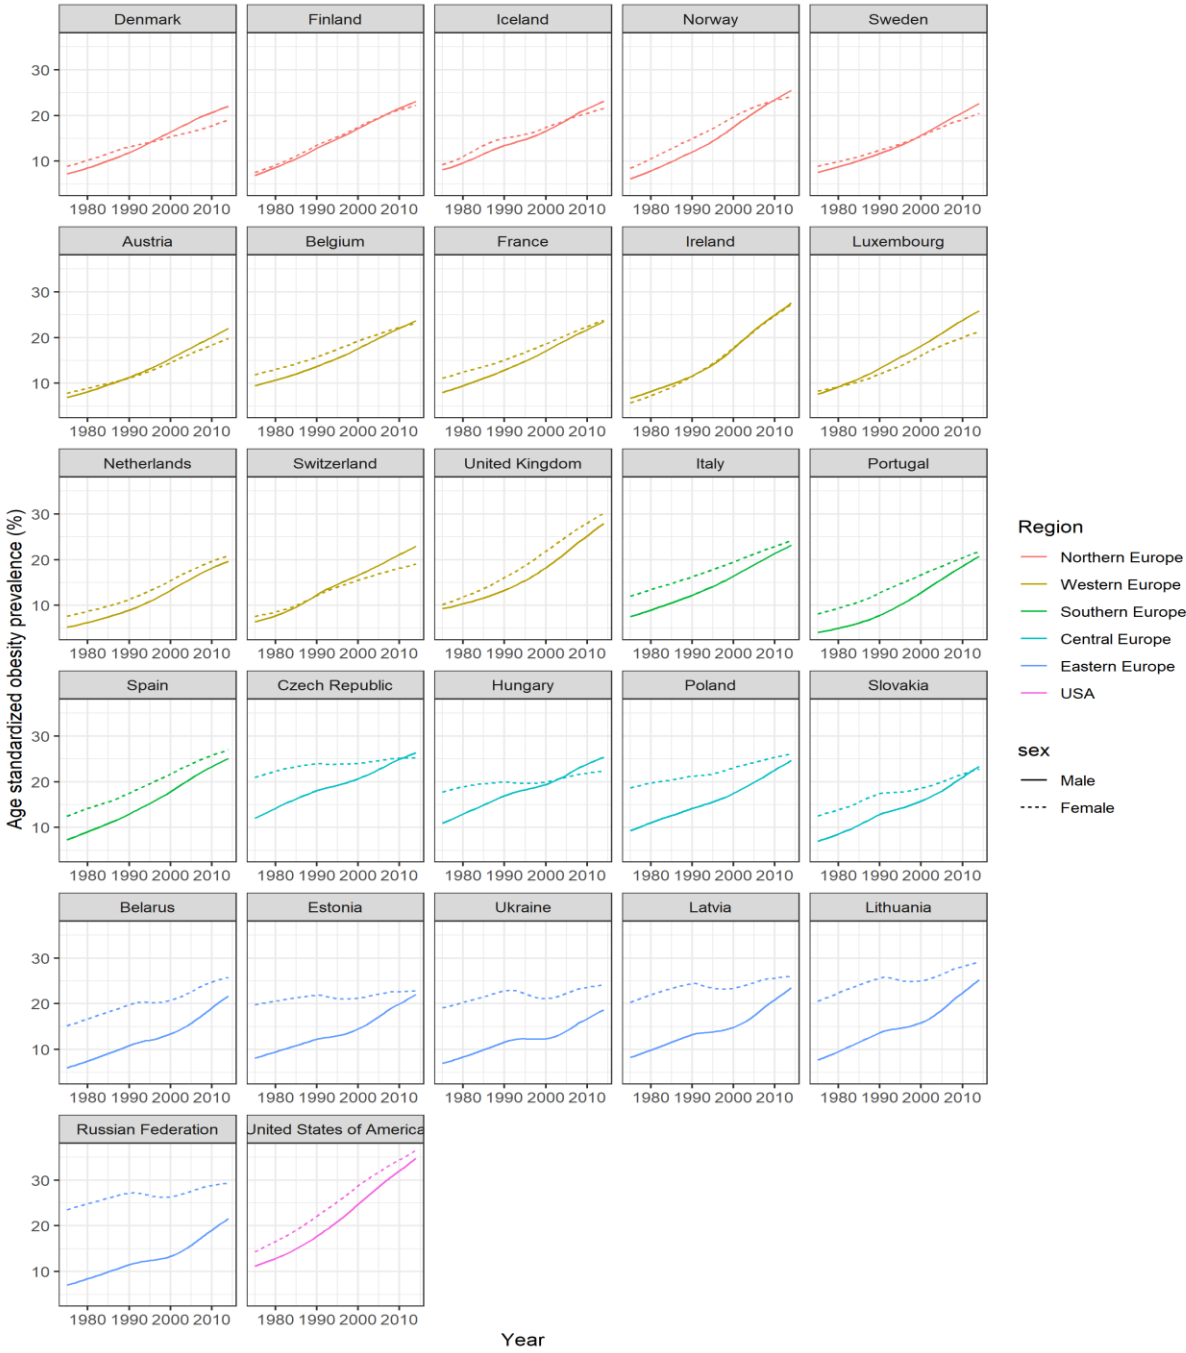 Denmark Finland Iceland Norway Sweden
30
20
10
1980 1990 2000 2010 1980 1990 2000 2010 1980 1990 2000 2010 1980 1990 2000 2010 1980 1990 2000 2010
Austria Belgium France Ireland Luxembourg
30
20
10
1980 1990 2000 2010 1980 1990 2000 2010 1980 1990 2000 2010 1980 1990 2000 2010 1980 1990 2000 2010
Netherlands Switzerland United Kingdom Italy Portugal
30
20
10
1980 1990 2000 2010 1980 1990 2000 2010 1980 1990 2000 2010 1980 1990 2000 2010 1980 1990 2000 2010
Spain Czech Republic Hungary Poland Slovakia
30
20
10
1980 1990 2000 2010 1980 1990 2000 2010 1980 1990 2000 2010 1980 1990 2000 2010 1980 1990 2000 2010
Belarus Estonia Ukraine Latvia Lithuania
30
20
10
1980 1990 2000 2010 1980 1990 2000 2010 1980 1990 2000 2010 1980 1990 2000 2010 1980 1990 2000 2010
Russian Federation United States of America
30
20
10
1980 1990 2000 2010 1980 1990 2000 2010
Year
Age standardized obesity prevalence (%)
Region
Northern Europe
Western Europe
Southern Europe
Central Europe
Eastern Europe
USA
sex
Male
Female